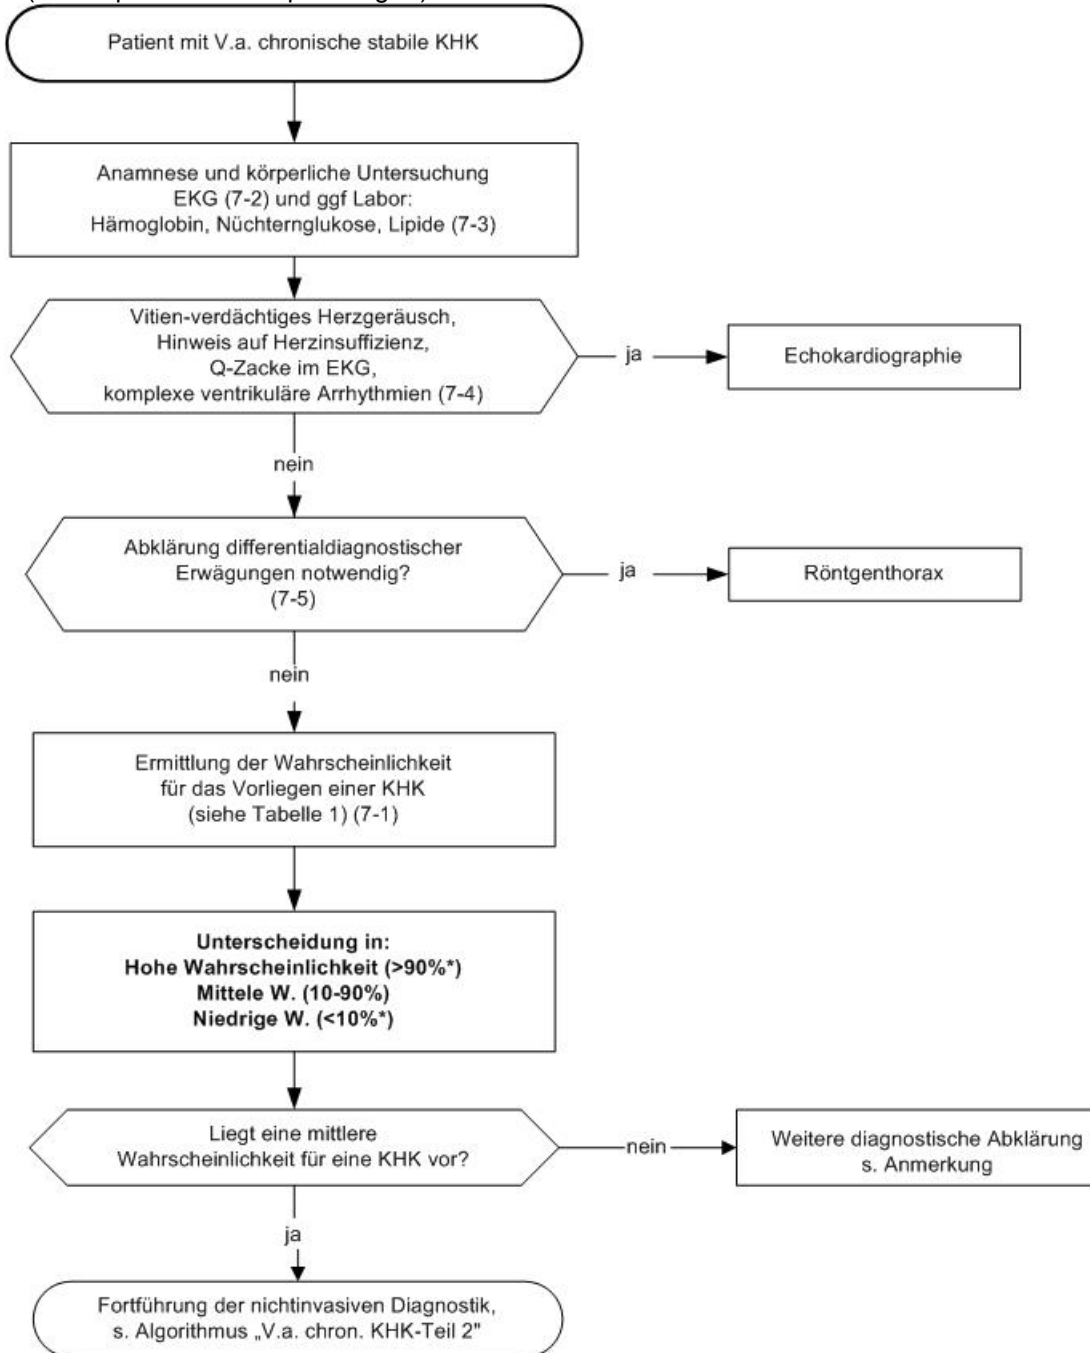 Patient mit V.a. chronische stabile KHK
Anamnese und körperliche Untersuchung
EKG (7-2) und ggf Labor:
Hämoglobin, Nüchternglukose, Lipide (7-3)
Vitien-verdächtiges Herzgeräusch,
Hinweis auf Herzinsuffizienz,
Q-Zacke im EKG,
komplexe ventrikuläre Arrhythmien (7-4)
ja
Echokardiographie
nein
Abklärung differentialdiagnostischer
Erwägungen notwendig?
(7-5)
ja
Röntgenthorax
nein
Ermittlung der Wahrscheinlichkeit
für das Vorliegen einer KHK
(siehe Tabelle 1) (7-1)
Unterscheidung in:
Hohe Wahrscheinlichkeit (>90%*)
Mittele W. (10-90%)
Niedrige W. (<10%*)
Liegt eine mittlere
Wahrscheinlichkeit für eine KHK vor?
nein
Weitere diagnostische Abklärung
s. Anmerkung
ja
Fortführung der nichtinvasiven Diagnostik,
s. Algorithmus „V.a. chron. KHK-Teil 2"